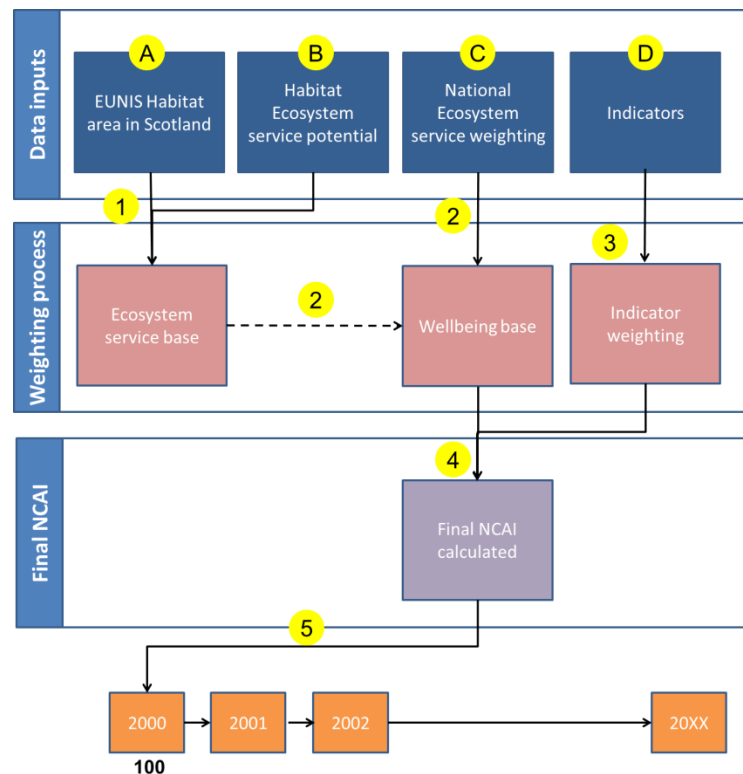 Data inputs
A
B
C
D
EUNIS Habitat
area in Scotland
Habitat
Ecosystem
service potential
National
Ecosystem
service weighting
Indicators
1
2
3
Weighting process
Ecosystem
service base
2
Wellbeing base
Indicator
weighting
Final NCAI
4
Final NCAI
calculated
5
2000
2001
2002
20XX
100